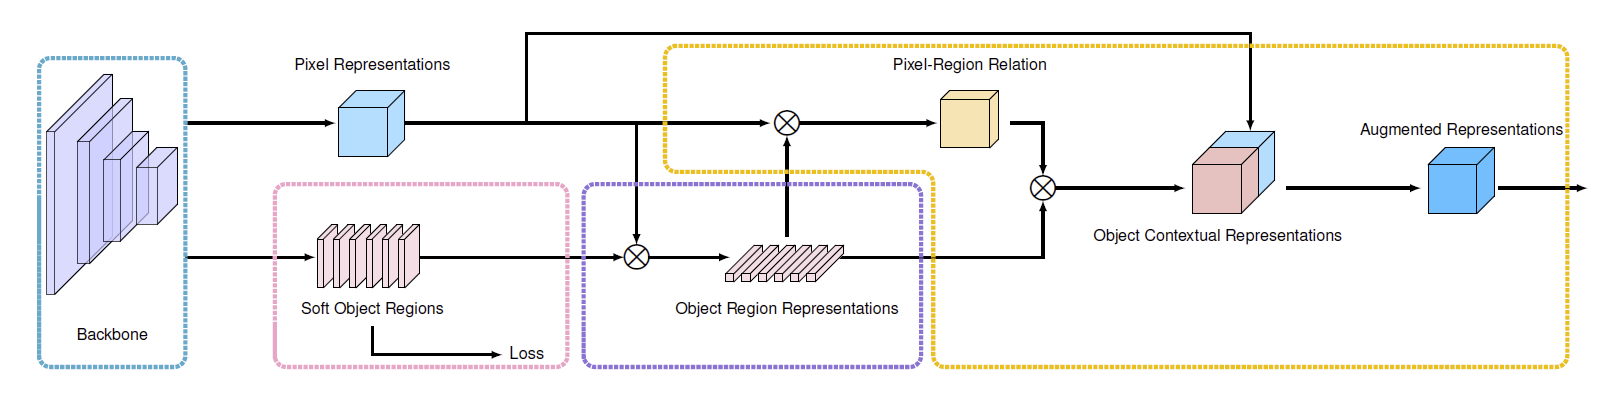 Pixel Representations
Pixel-Region Relation
Augmented Representations
Object Contextual Representations
Soft Object Regions
Object Region Representations
Backbone
Loss